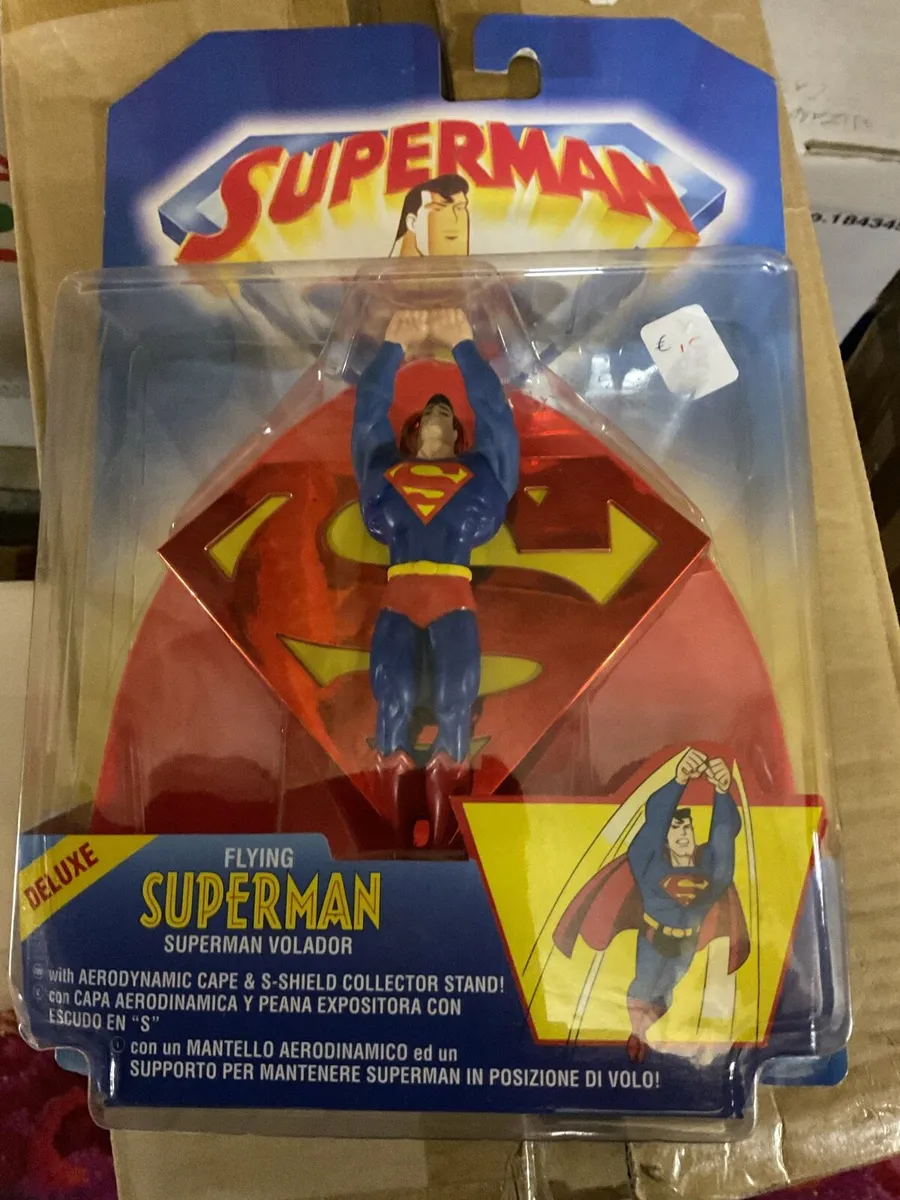 SUPERMAN
€
S
DELUXE
FLYING
SUPERMAN
SUPERMAN VOLADOR
with AERODYNAMIC CAPE & S-SHIELD COLLECTOR STAND!
con CAPA AERODINAMICA Y PEANA EXPOSITORA CON
ESCUDO EN "S"
con un MANTELLO AERODINAMICO ed un
SUPPORTO PER MANTENERE SUPERMAN IN POSIZIONE DI VOLO!